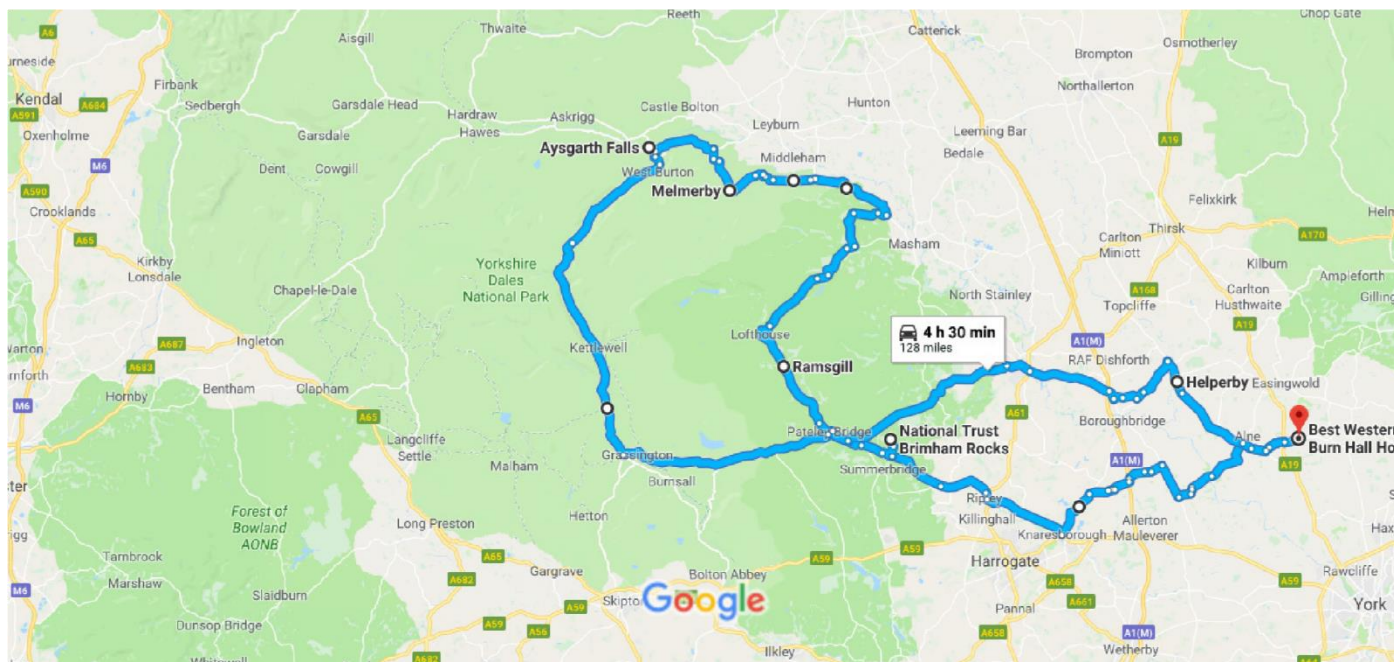 Reeth
Chop Gate
A6
Aisgill
Thwaite
Catterick
Brompton
Osmotherley
Firbank
Kendal
A684
Sedbergh
Garsdale Head
Hardraw
Castle Bolton
Hunton
Northallerton
A591
Oxenholme
Garsdale
Hawes
Askrigg
Leyburn
Leeming Bar
A19
M6
Dent
Cowgill
Aysgarth Falls
West Burton
Middleham
Bedale
A590
Melmerby
Felixkirk
Crooklands
A65
Masham
Carlton
Miniott
Thirsk
A170
Kirkby
Lonsdale
Yorkshire
Dales
National Park
Kilburn
Ampleforth
Chapel-le-Dale
North Stainley
A168
Topcliffe
Carlton
Husthwaite
Gilling
Warton
A687
Ingleton
Kettlewell
Lofthouse
4 h 30 min
128 miles
A1(M)
RAF Dishforth
A19
A683
Bentham
Clapham
Ramsgill
Helperby
Easingwold
Hornby
A65
A61
Boroughbridge
M6
Langcliffe
Settle
Malham
Grassington
Pateley Bridge
National Trust
Brimham Rocks
Alne
Best Western
Burn Hall Ho
Burnsall
Summerbridge
A1(M)
A19
Forest of
Bowland
AONB
Hetton
Ripley
Killinghall
Knaresborough
Allerton
Mauleverer
Long Preston
Tambrook
A65
A59
A59
Harrogate
Marshaw
Gargrave
Bolton Abbey
A658
A59
Rawcliffe
M6
Slaidburn
A682
Skipto
Google
A661
Pannal
York
Dunsop Bridge
A59
A56
A658
A1(M)
Wetherby
A682
Ilkley
A64